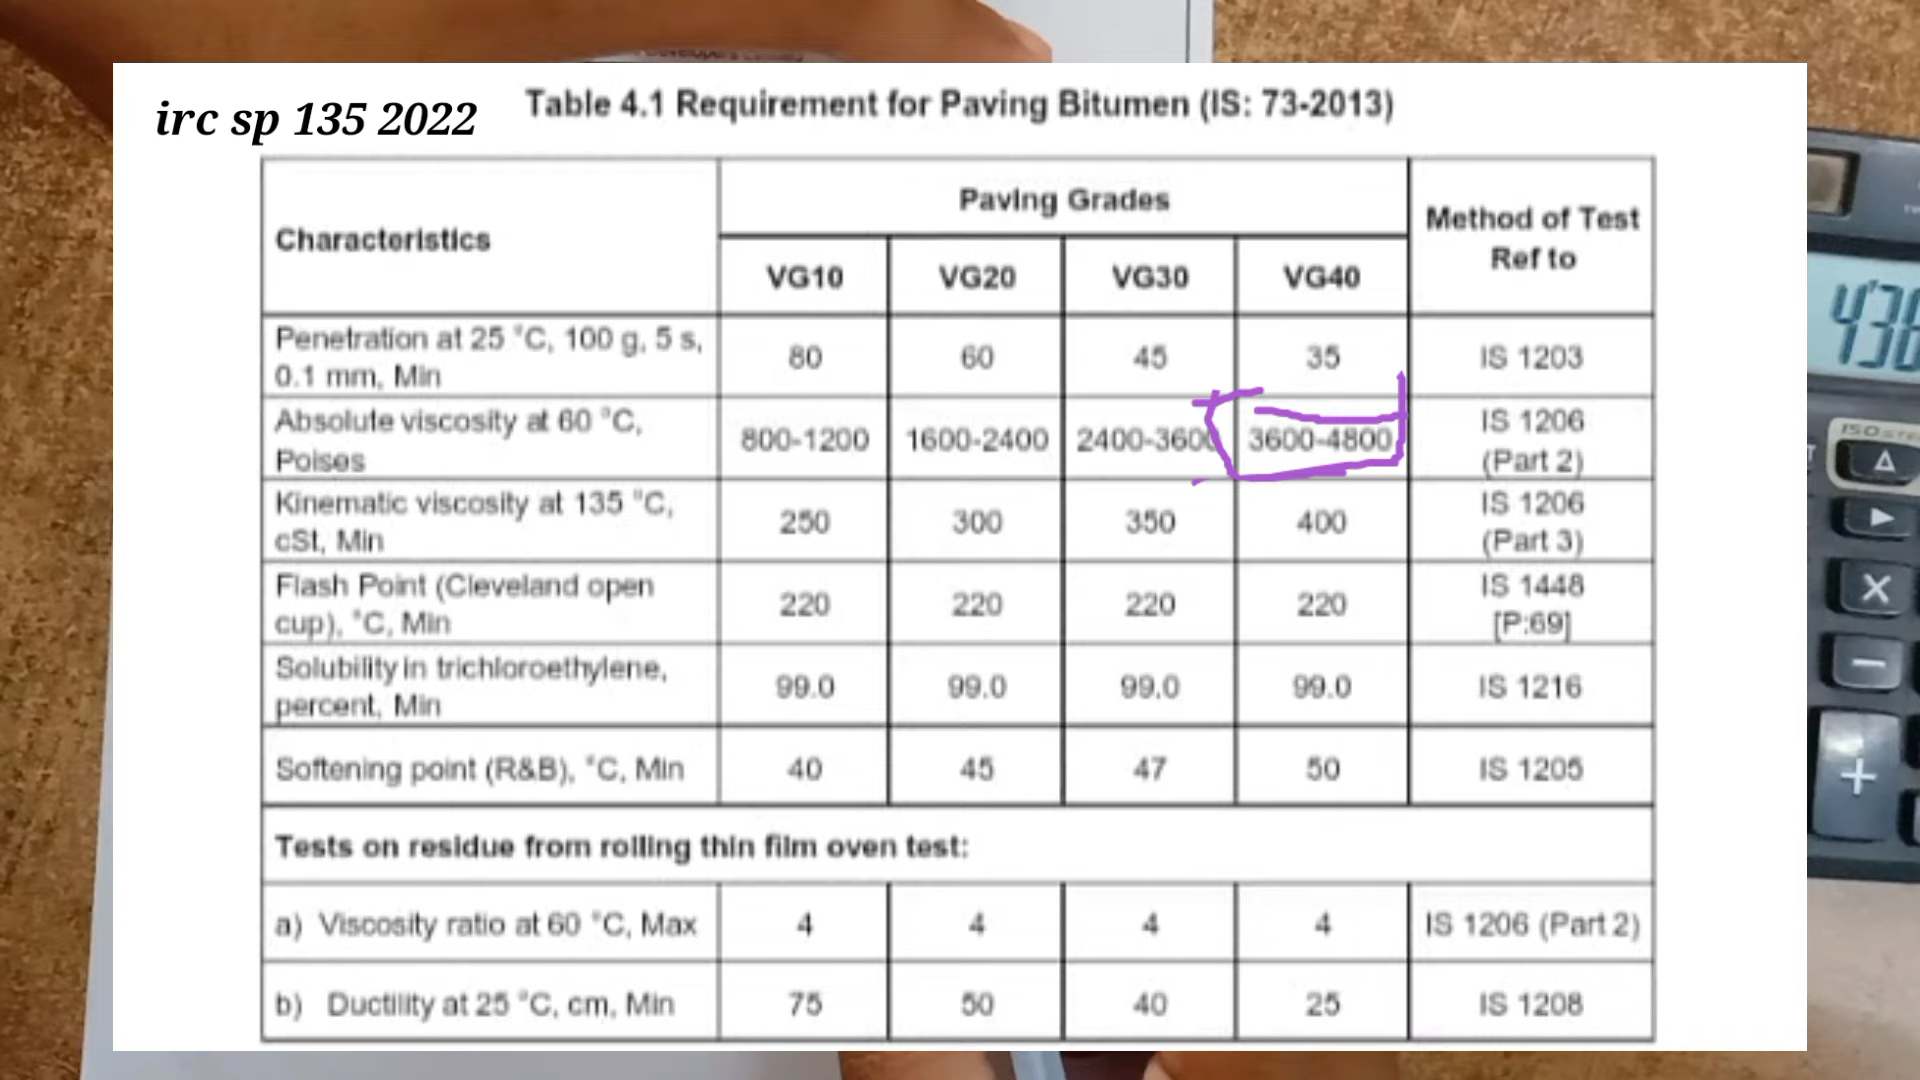 irc sp 135 2022
Table 4.1 Requirement for Paving Bitumen (IS: 73-2013)
Characteristics
Paving Grades
Method of Test
Ref to
VG10 VG20 VG30 VG40
Penetration at 25 °C, 100 g, 5 s,
0.1 mm, Min
80 60 45 35 IS 1203
Absolute viscosity at 60 °C,
Poises
800-1200 1600-2400 2400-3600 3600-4800 IS 1206
(Part 2)
Kinematic viscosity at 135 °C,
cSt, Min
250 300 350 400 IS 1206
(Part 3)
Flash Point (Cleveland open
cup), °C, Min
220 220 220 220 IS 1448
[P:69]
Solubility in trichloroethylene,
percent, Min
99.0 99.0 99.0 99.0 IS 1216
Softening point (R&B), °C, Min 40 45 47 50 IS 1205
Tests on residue from rolling thin film oven test:
a) Viscosity ratio at 60 °C, Max 4 4 4 4 IS 1206 (Part 2)
b) Ductility at 25 °C, cm, Min 75 50 40 25 IS 1208